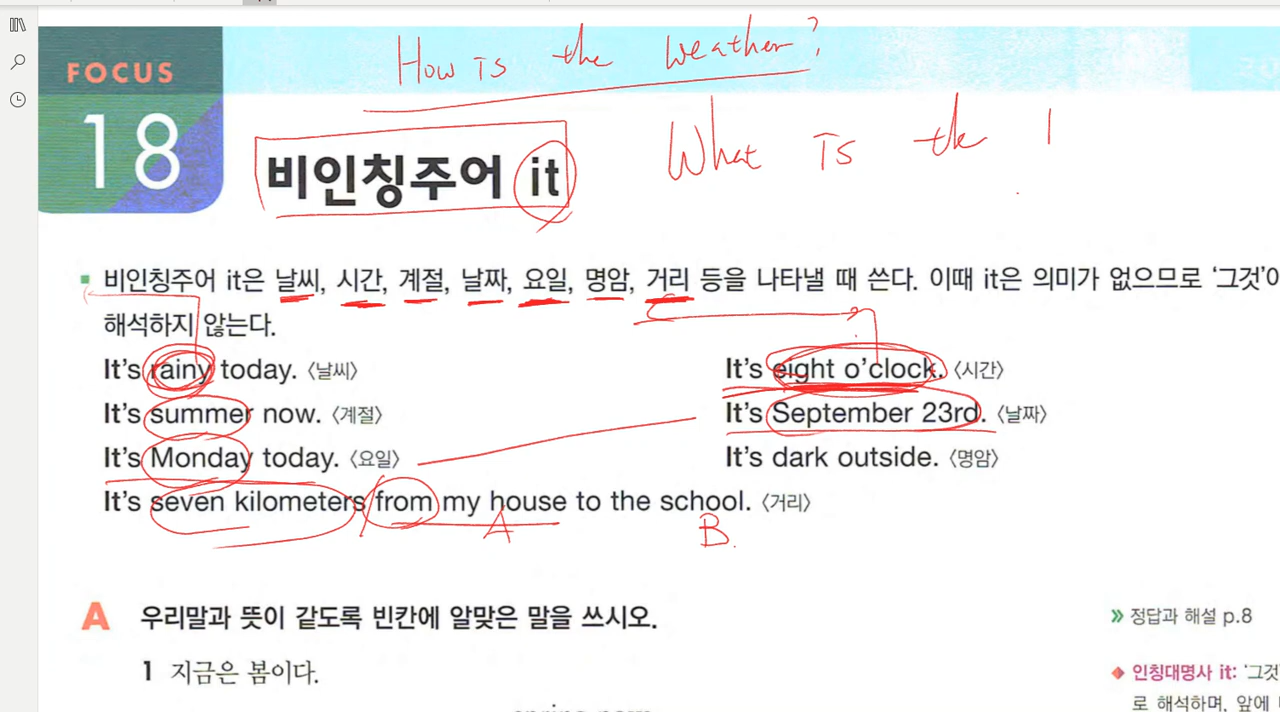 How is the weather?
FOCUS
18
What is the
비인칭주어 it
비인칭주어 it은 날씨, 시간, 계절, 날짜, 요일, 명암, 거리 등을 나타낼 때 쓴다. 이때 it은 의미가 없으므로 ‘그것’
해석하지 않는다.
It’s rainy today. 〈날씨〉 It’s eight o’clock. 〈시간〉
It’s summer now. 〈계절〉 It’s September 23rd. 〈날짜〉
It’s Monday today. 〈요일〉 It’s dark outside. 〈명암〉
It’s seven kilometers from my house to the school. 〈거리〉
A B
A 우리말과 뜻이 같도록 빈칸에 알맞은 말을 쓰시오.
정답과 해설 p.8
1 지금은 봄이다.
인칭대명사 it: ‘그것
로 해석하며, 앞에